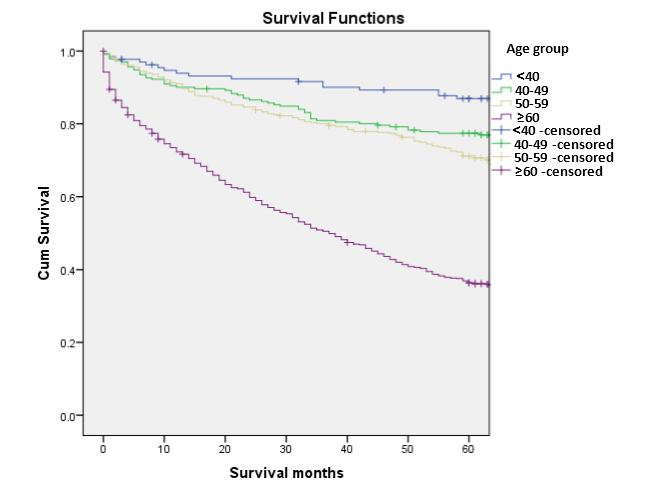 Survival Functions
Cum Survival
1.0
0.8
0.6
0.4
0.2
0.0
0 10 20 30 40 50 60
Survival months
Age group
<40
40-49
50-59
≥60
<40 -censored
40-49 -censored
50-59 -censored
≥60 -censored